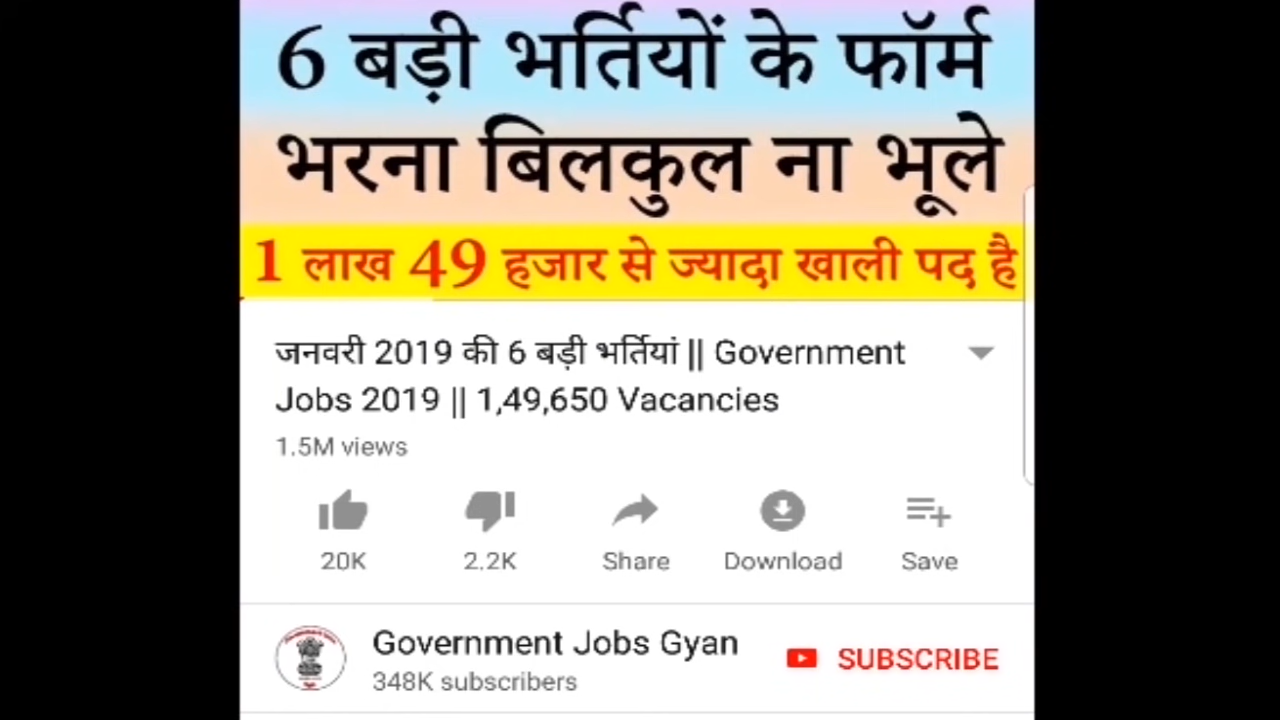 6 बड़ी भर्तियों के फॉर्म
भरना बिलकुल ना भूले
1 लाख 49 हजार से ज्यादा खाली पद है
जनवरी 2019 की 6 बड़ी भर्तियां || Government
Jobs 2019 || 1,49,650 Vacancies
1.5M views
20K 2.2K Share Download Save
Government Jobs Gyan
348K subscribers
SUBSCRIBE